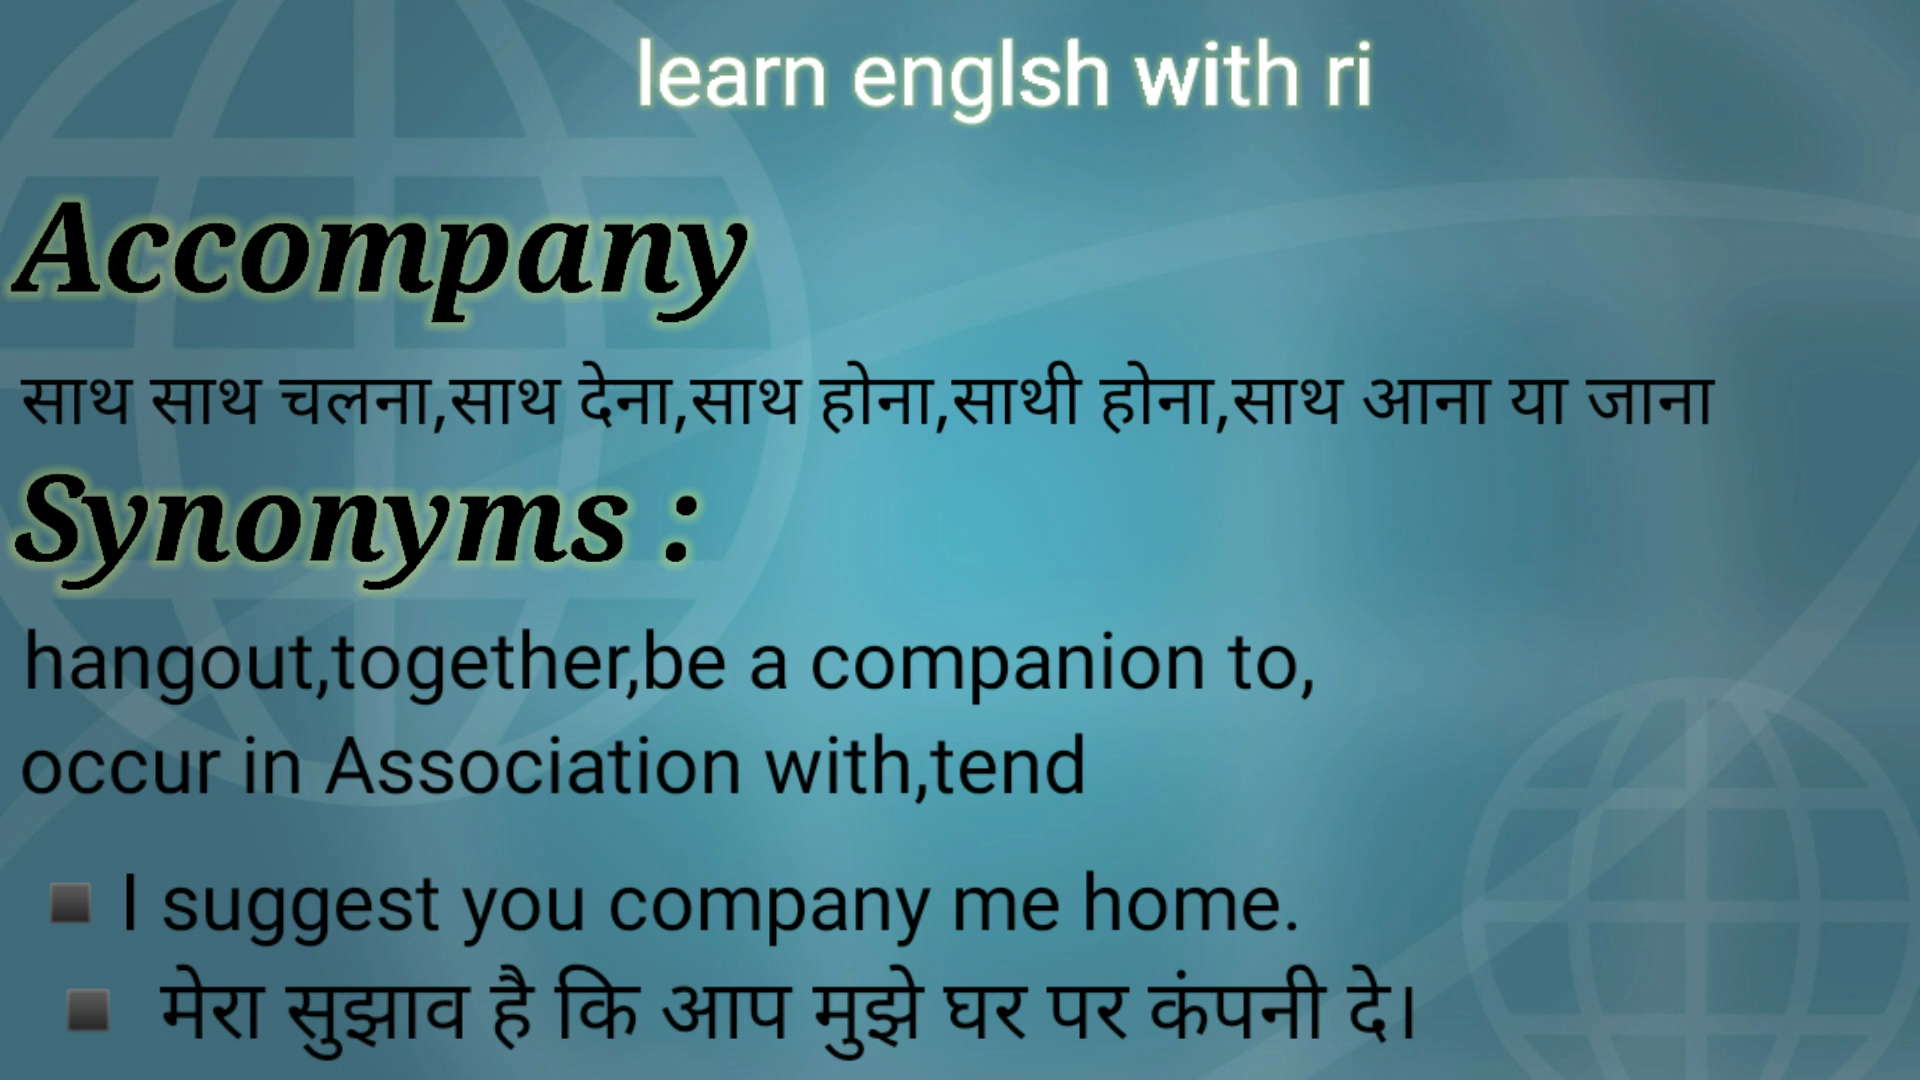 learn englsh with ri
Accompany
साथ साथ चलना,साथ देना,साथ होना,साथी होना,साथ आना या जाना
Synonyms :
hangout,together,be a companion to,
occur in Association with,tend
I suggest you company me home.
मेरा सुझाव है कि आप मुझे घर पर कंपनी दे।